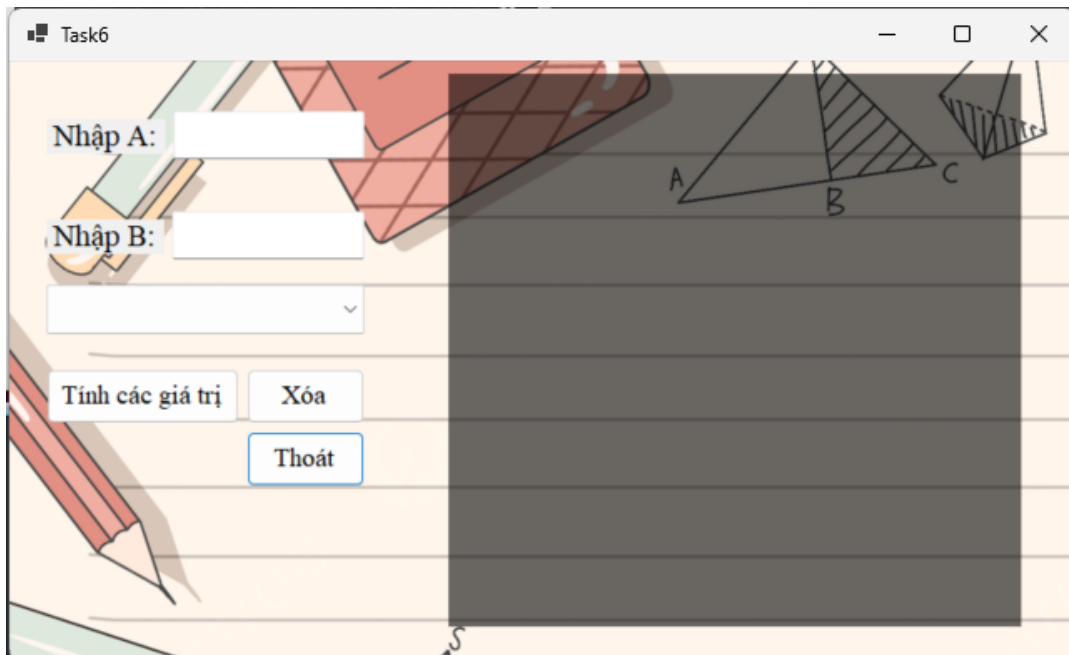 Task6
Nhập A:
Nhập B:
Tính các giá trị
Xóa
Thoát
A
B
C
S